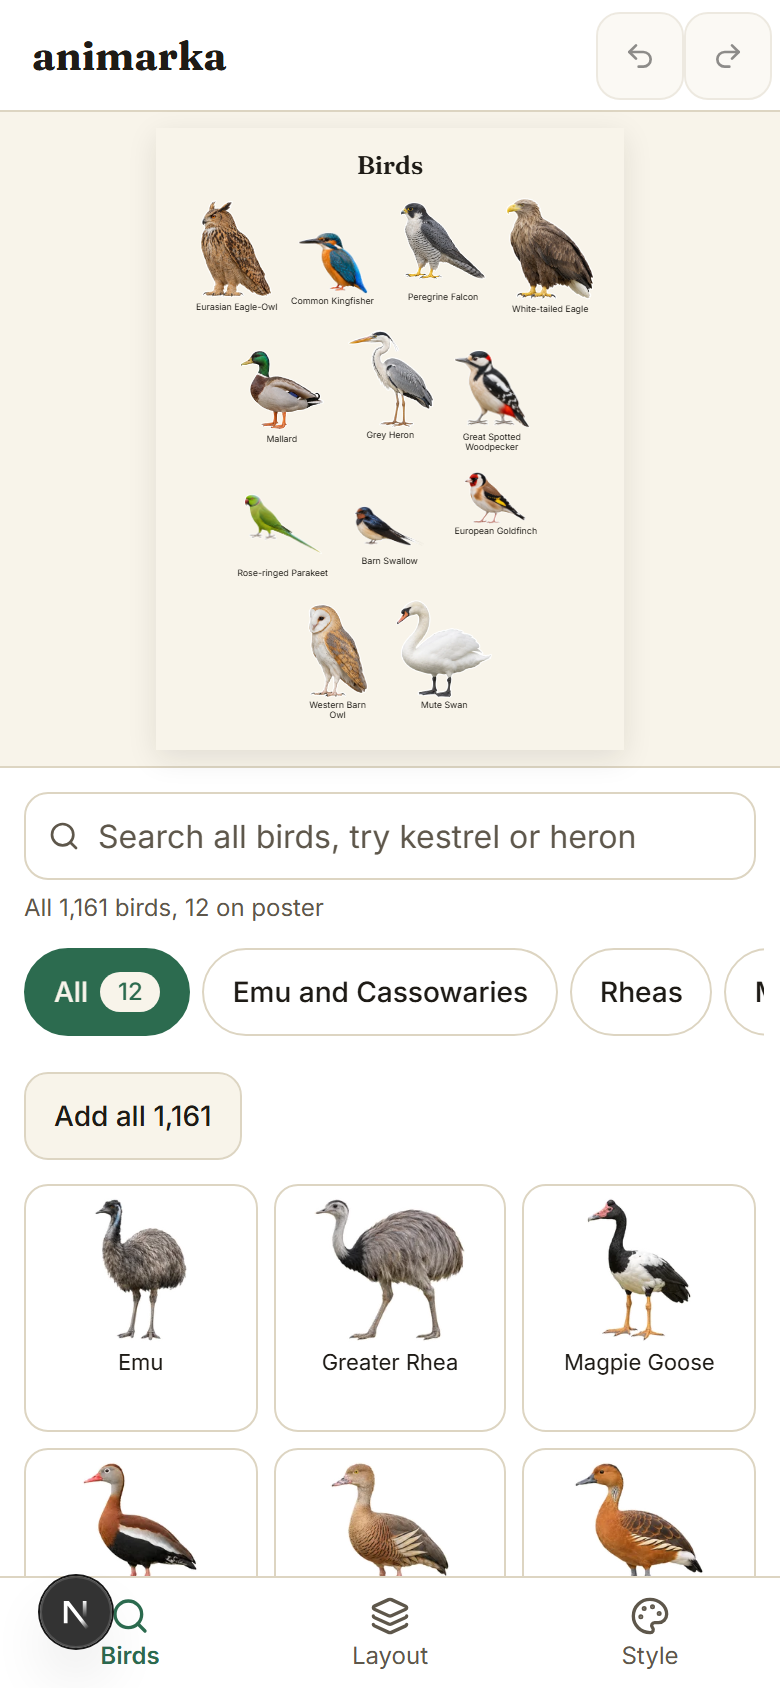 animarka
Birds
Eurasian Eagle-Owl
Common Kingfisher
Peregrine Falcon
White-tailed Eagle
Mallard
Grey Heron
Great Spotted
Woodpecker
Rose-ringed Parakeet
Barn Swallow
European Goldfinch
Western Barn
Owl
Mute Swan
Search all birds, try kestrel or heron
All 1,161 birds, 12 on poster
All 12
Emu and Cassowaries
Rheas
Add all 1,161
Emu
Greater Rhea
Magpie Goose
N
Birds
Layout
Style